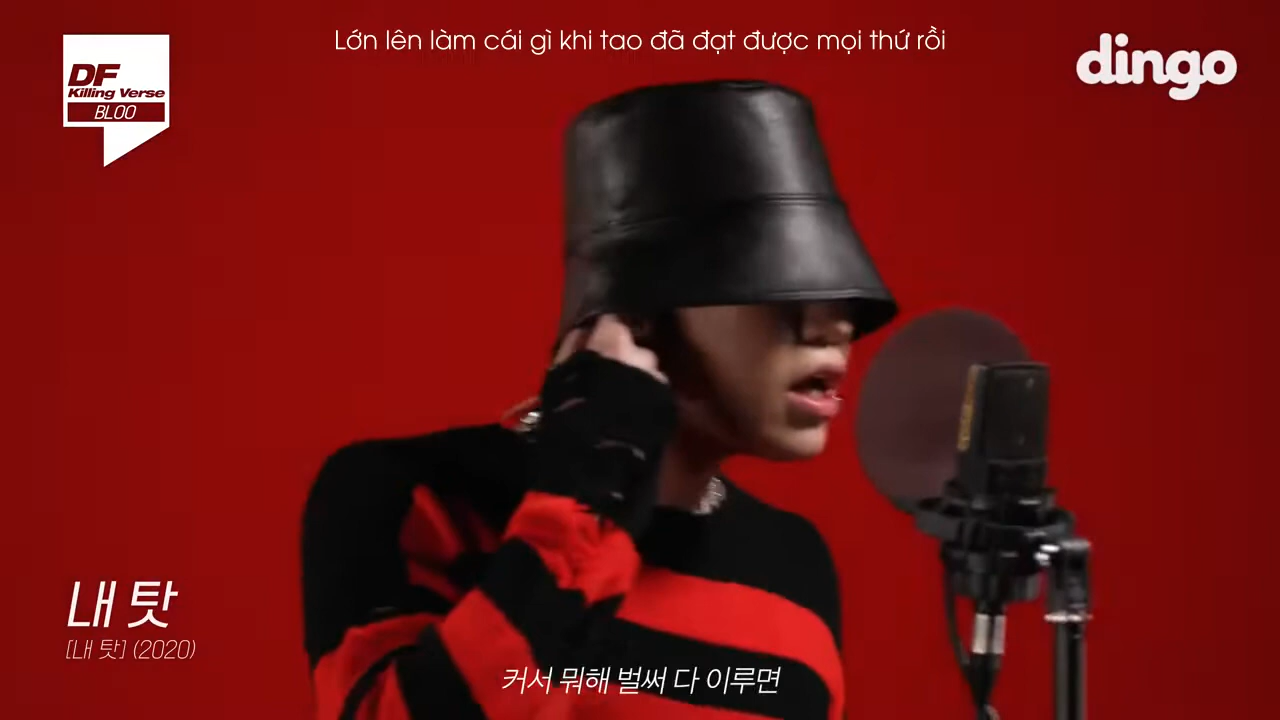 Lớn lên làm cái gì khi tao đã đạt được mọi thứ rồi
DF
Killing Verse
BLOO
dingo
내 탓
[내 탓] (2020)
커서 뭐해 벌써 다 이루면